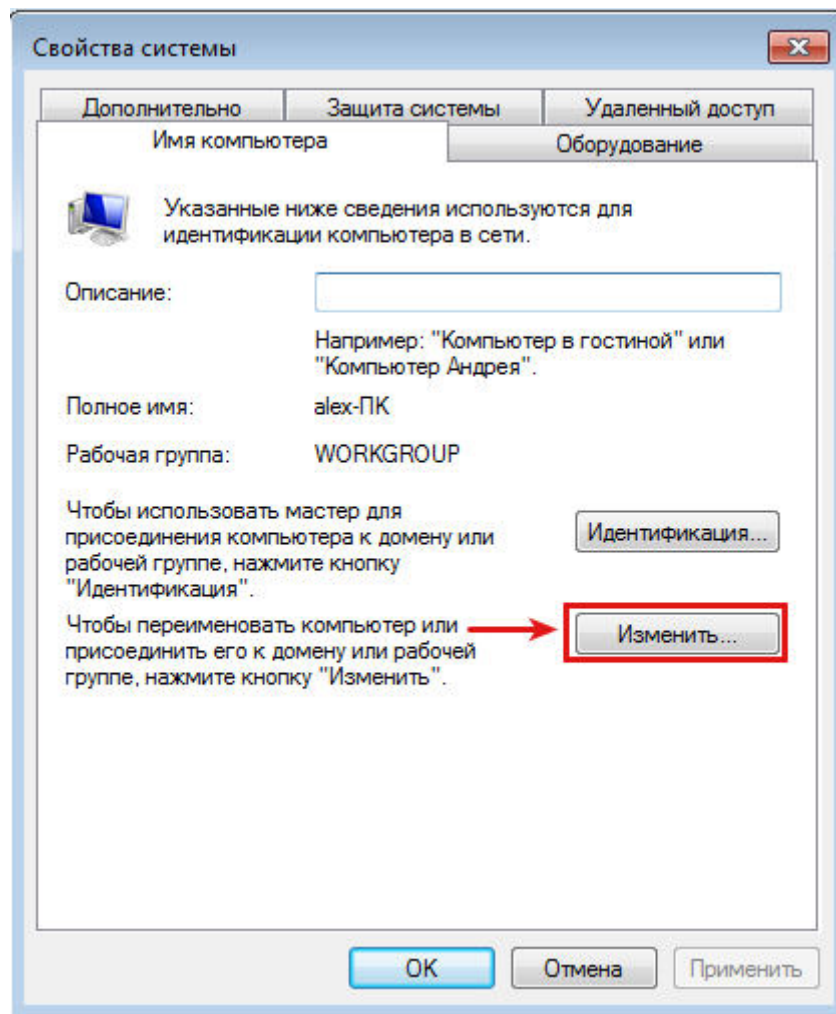 Свойства системы
Дополнительно
Защита системы
Удаленный доступ
Имя компьютера
Оборудование
Указанные ниже сведения используются для
идентификации компьютера в сети.
Описание:
Например: "Компьютер в гостиной" или
"Компьютер Андрея".
Полное имя:
alex-ПК
Рабочая группа:
WORKGROUP
Чтобы использовать мастер для
присоединения компьютера к домену или
рабочей группе, нажмите кнопку
"Идентификация".
Идентификация...
Чтобы переименовать компьютер или
присоединить его к домену или рабочей
группе, нажмите кнопку "Изменить".
Изменить...
OK
Отмена
Применить